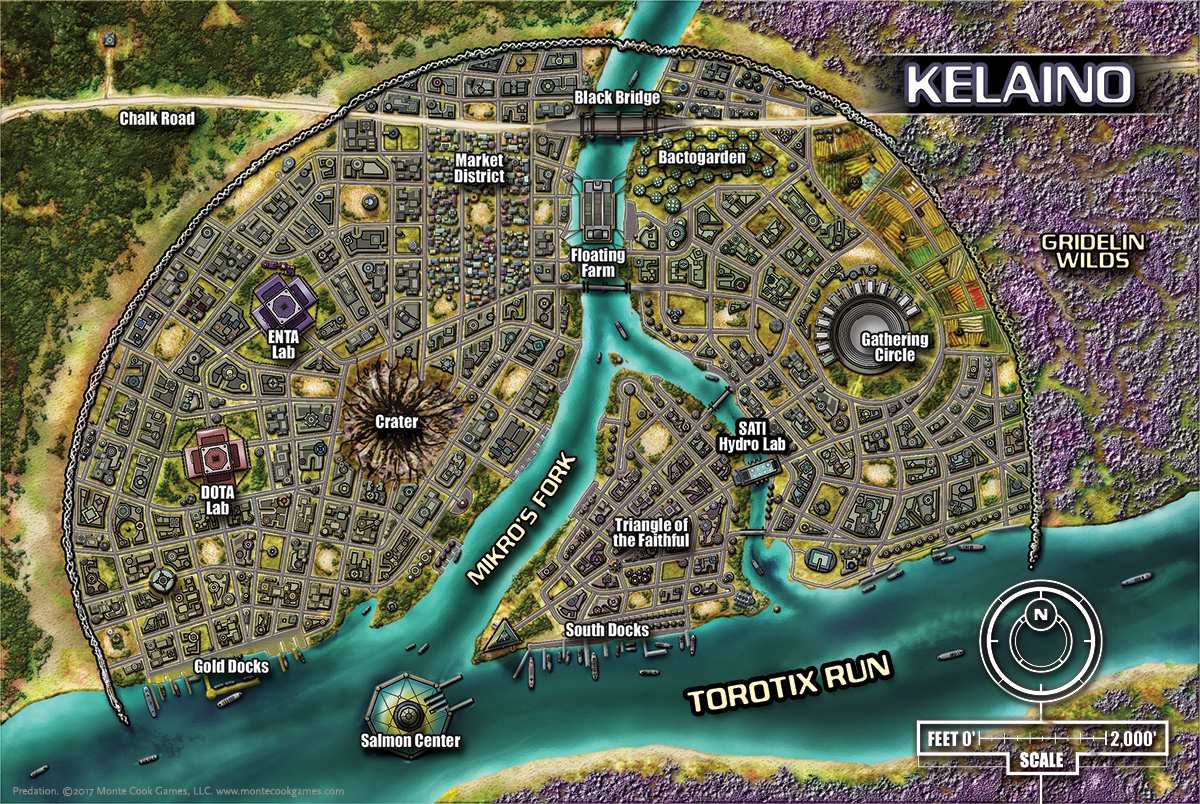 KELAINO
Black Bridge
Chalk Road
Market
District
Bactogarden
GRIDELIN
WILDS
Floating
Farm
ENTA
Lab
Gathering
Circle
Crater
SATI
Hydro Lab
DOTA
Lab
MIKRO'S FORK
Triangle of
the Faithful
N
South Docks
Gold Docks
TOROTIX RUN
Salmon Center
FEET 0' 2,000'
SCALE
Predation. ©2017 Monte Cook Games, LLC. www.montecookgames.com